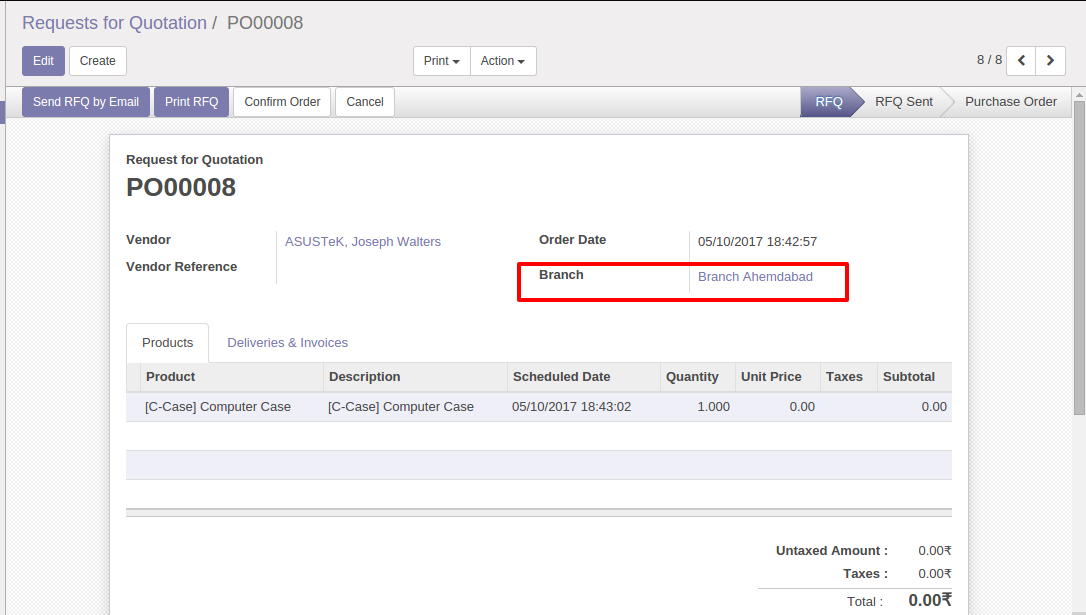 Requests for Quotation / PO00008
Edit Create Print Action 8 / 8
Send RFQ by Email Print RFQ Confirm Order Cancel RFQ RFQ Sent Purchase Order
Request for Quotation
PO00008
Vendor ASUSTeK, Joseph Walters Order Date 05/10/2017 18:42:57
Vendor Reference Branch Branch Ahemdabad
Products Deliveries & Invoices
Product Description Scheduled Date Quantity Unit Price Taxes Subtotal
[C-Case] Computer Case [C-Case] Computer Case 05/10/2017 18:43:02 1.000 0.00 0.00
Untaxed Amount : 0.00₹
Taxes : 0.00₹
Total : 0.00₹